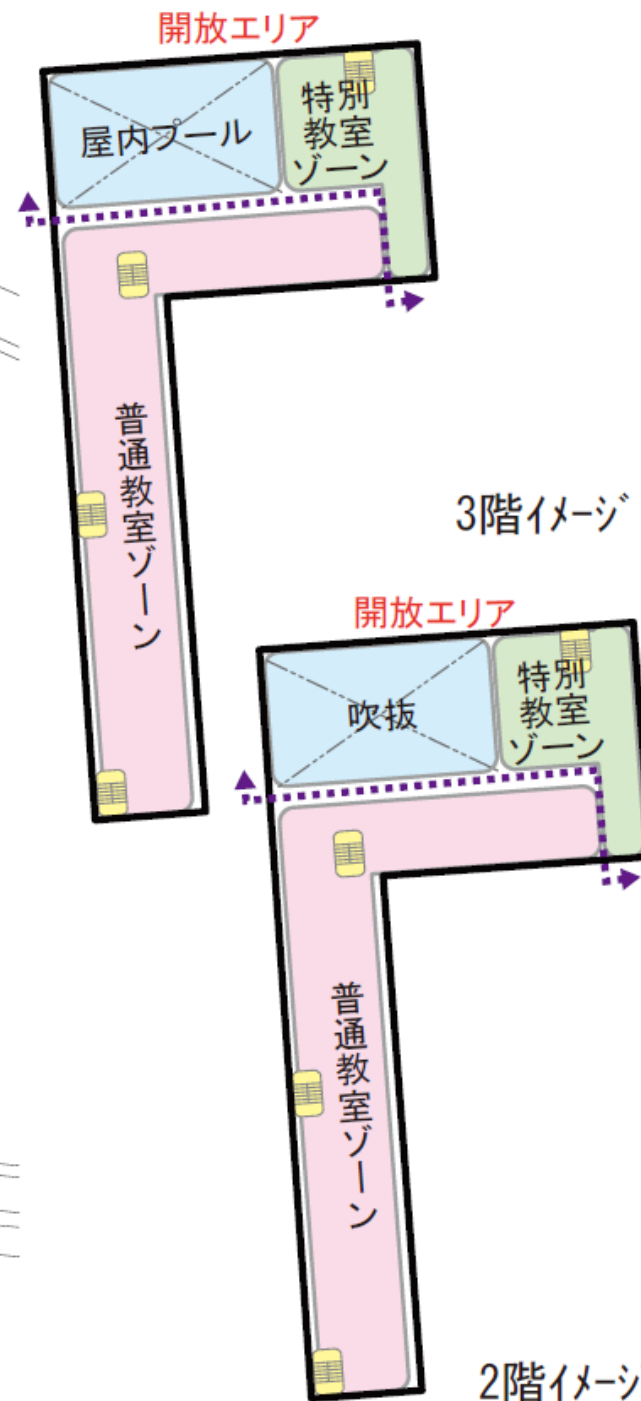 開放エリア
屋内プール
特別
教室
ゾーン
普通教室ゾーン
3階ｲﾒｰｼﾞ
開放エリア
吹抜
特別
教室
ゾーン
普通教室ゾーン
2階ｲﾒｰｼ